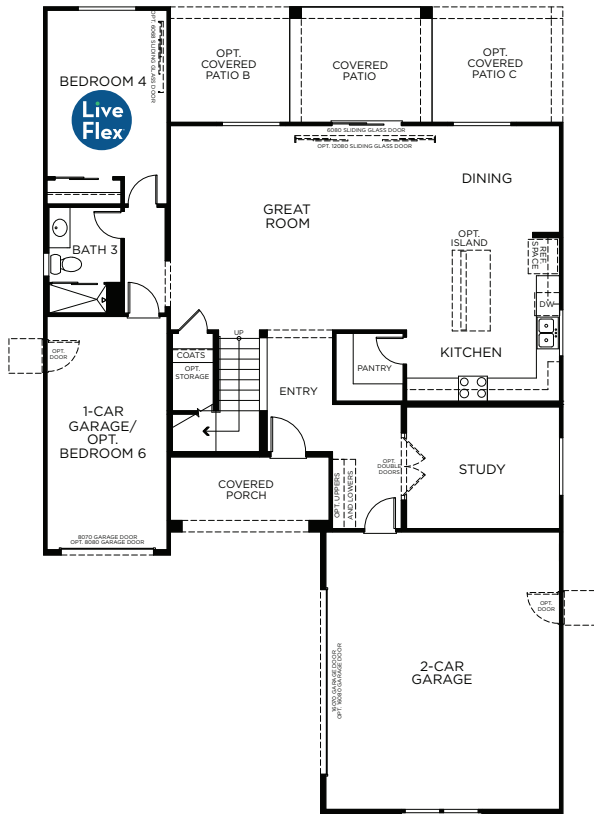 OPT. 6068 SLIDING GLASS DOOR
BEDROOM 4
Live
Flex
OPT.
COVERED
PATIO B
COVERED
PATIO
OPT.
COVERED
PATIO C
6080 SLIDING GLASS DOOR
OPT. 12080 SLIDING GLASS DOOR
DINING
GREAT
ROOM
OPT.
ISLAND
REF.
SPACE
DW
BATH 3
KITCHEN
OPT.
DOOR
COATS
OPT.
STORAGE
UP
ENTRY
PANTRY
1-CAR
GARAGE/
OPT.
BEDROOM 6
8070 GARAGE DOOR
OPT. 8080 GARAGE DOOR
COVERED
PORCH
OPT. UPPERS
AND LOWERS
OPT.
DOUBLE
DOORS
STUDY
OPT.
DOOR
16070 GARAGE DOOR
OPT. 16080 GARAGE DOOR
2-CAR
GARAGE